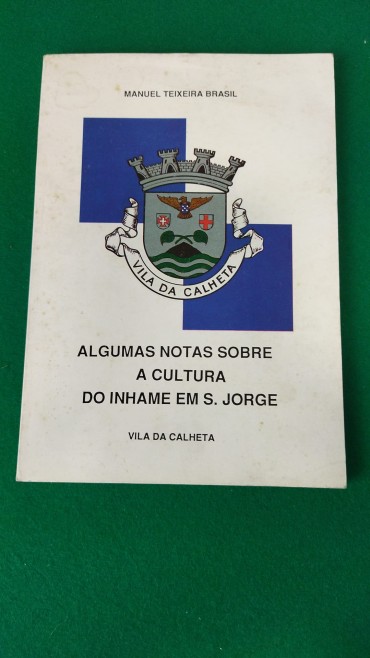 MANUEL TEIXEIRA BRASIL
VILA DA CALHETA
ALGUMAS NOTAS SOBRE
A CULTURA
DO INHAME EM S. JORGE
VILA DA CALHETA